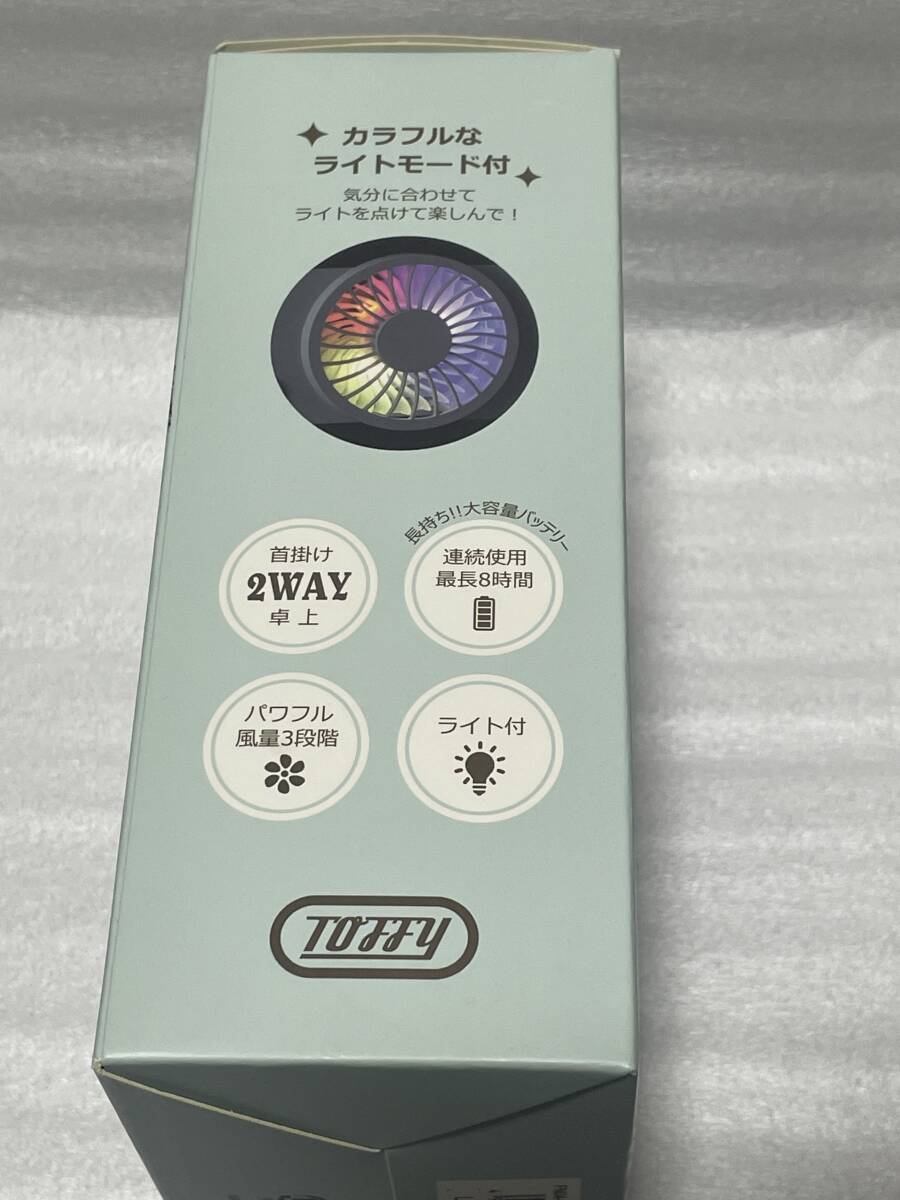 カラフルな
ライトモード付
気分に合わせて
ライトを点けて楽しんで！
首掛け
2WAY
卓上
長持ち!!大容量バッテリー
連続使用
最長8時間
パワフル
風量3段階
ライト付
TOFFY